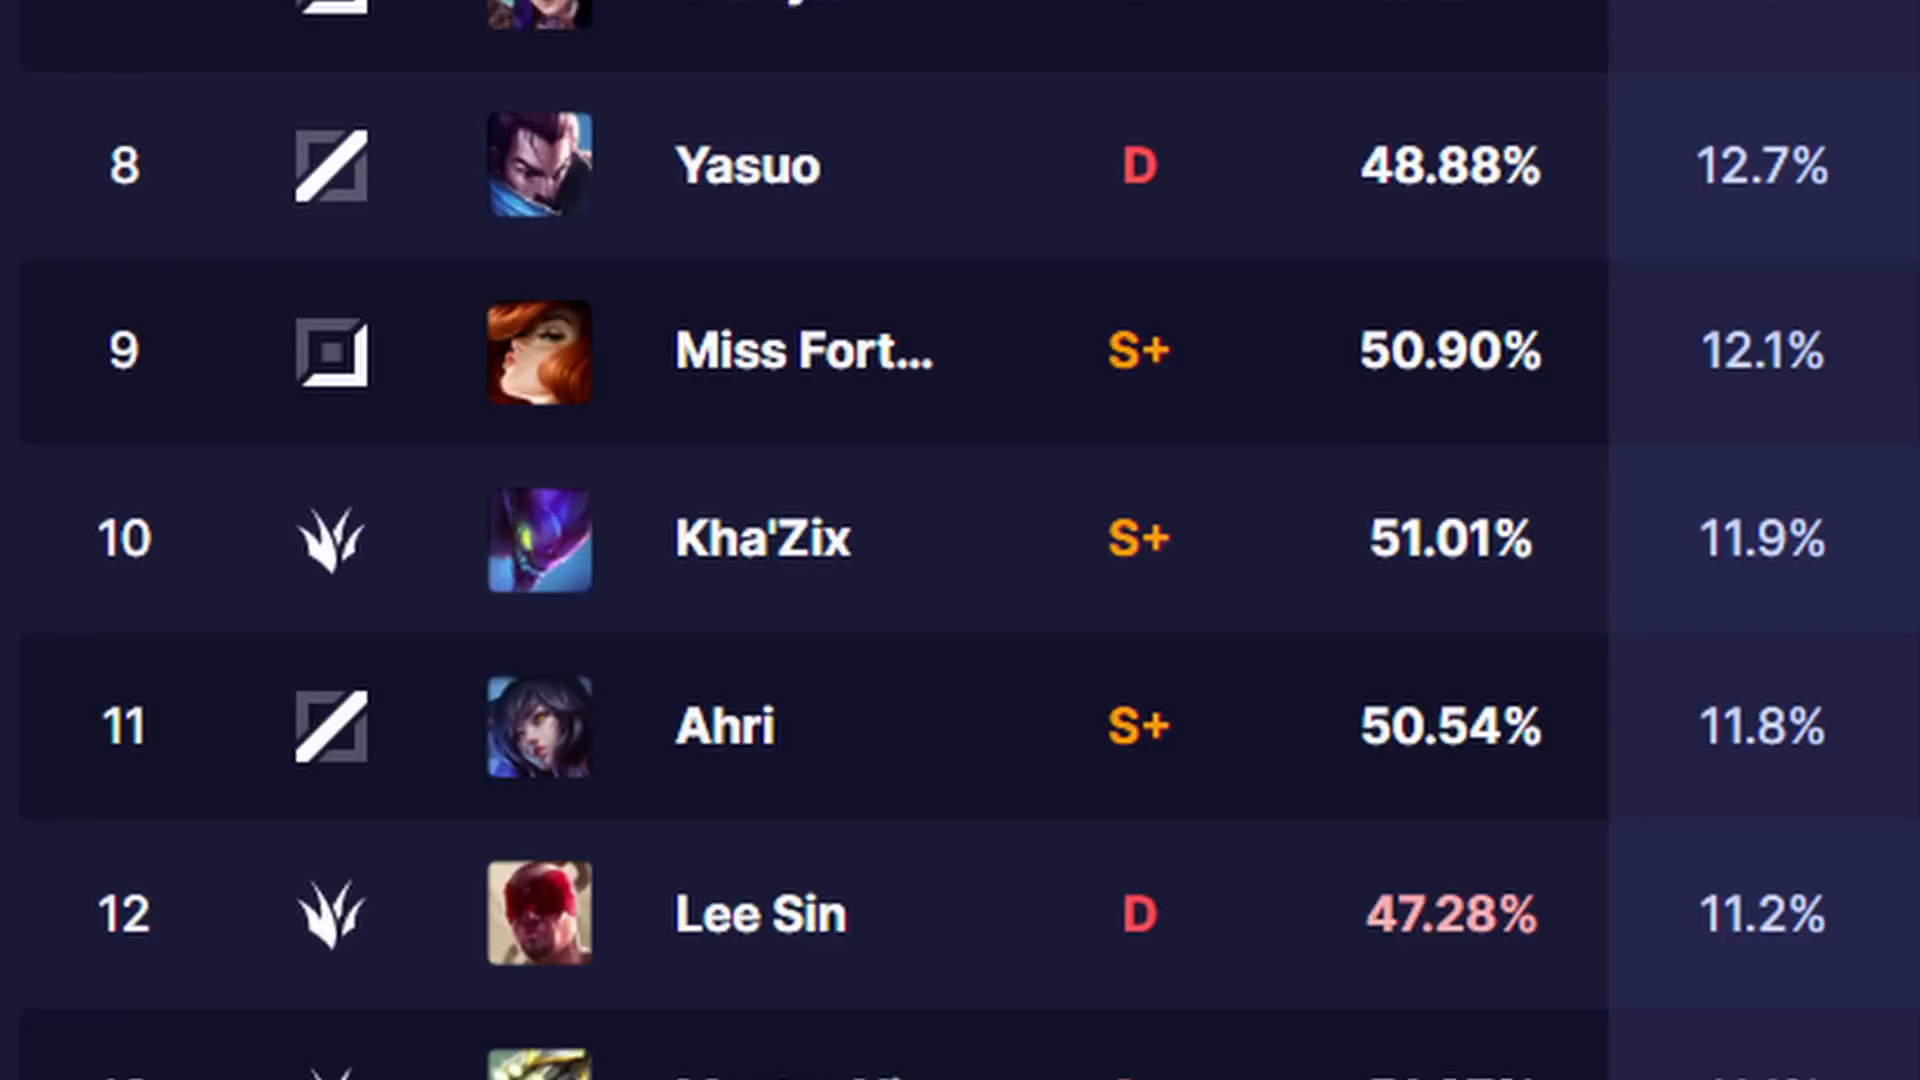 8 Yasuo D 48.88% 12.7%
9 Miss Fort... S+ 50.90% 12.1%
10 Kha'Zix S+ 51.01% 11.9%
11 Ahri S+ 50.54% 11.8%
12 Lee Sin D 47.28% 11.2%